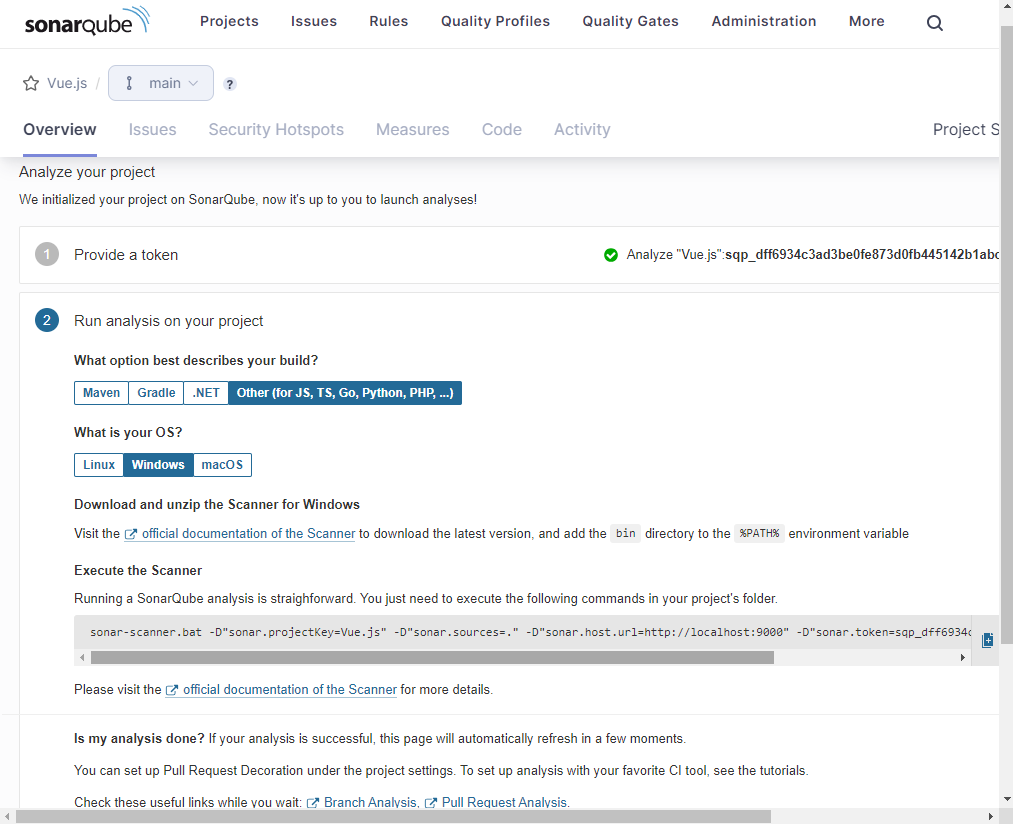 sonarqube Projects Issues Rules Quality Profiles Quality Gates Administration More
Vue.js / main ?
Overview Issues Security Hotspots Measures Code Activity Project S
Analyze your project
We initialized your project on SonarQube, now it's up to you to launch analyses!
1 Provide a token Analyze "Vue.js":sqp_dff6934c3ad3be0fe873d0fb445142b1abc
2 Run analysis on your project
What option best describes your build?
Maven Gradle .NET Other (for JS, TS, Go, Python, PHP, ...)
What is your OS?
Linux Windows macOS
Download and unzip the Scanner for Windows
Visit the official documentation of the Scanner to download the latest version, and add the bin directory to the %PATH% environment variable
Execute the Scanner
Running a SonarQube analysis is straighforward. You just need to execute the following commands in your project's folder.
sonar-scanner.bat -D"sonar.projectKey=Vue.js" -D"sonar.sources=." -D"sonar.host.url=http://localhost:9000" -D"sonar.token=sqp_dff6934c
Please visit the official documentation of the Scanner for more details.
Is my analysis done? If your analysis is successful, this page will automatically refresh in a few moments.
You can set up Pull Request Decoration under the project settings. To set up analysis with your favorite CI tool, see the tutorials.
Check these useful links while you wait: Branch Analysis, Pull Request Analysis.